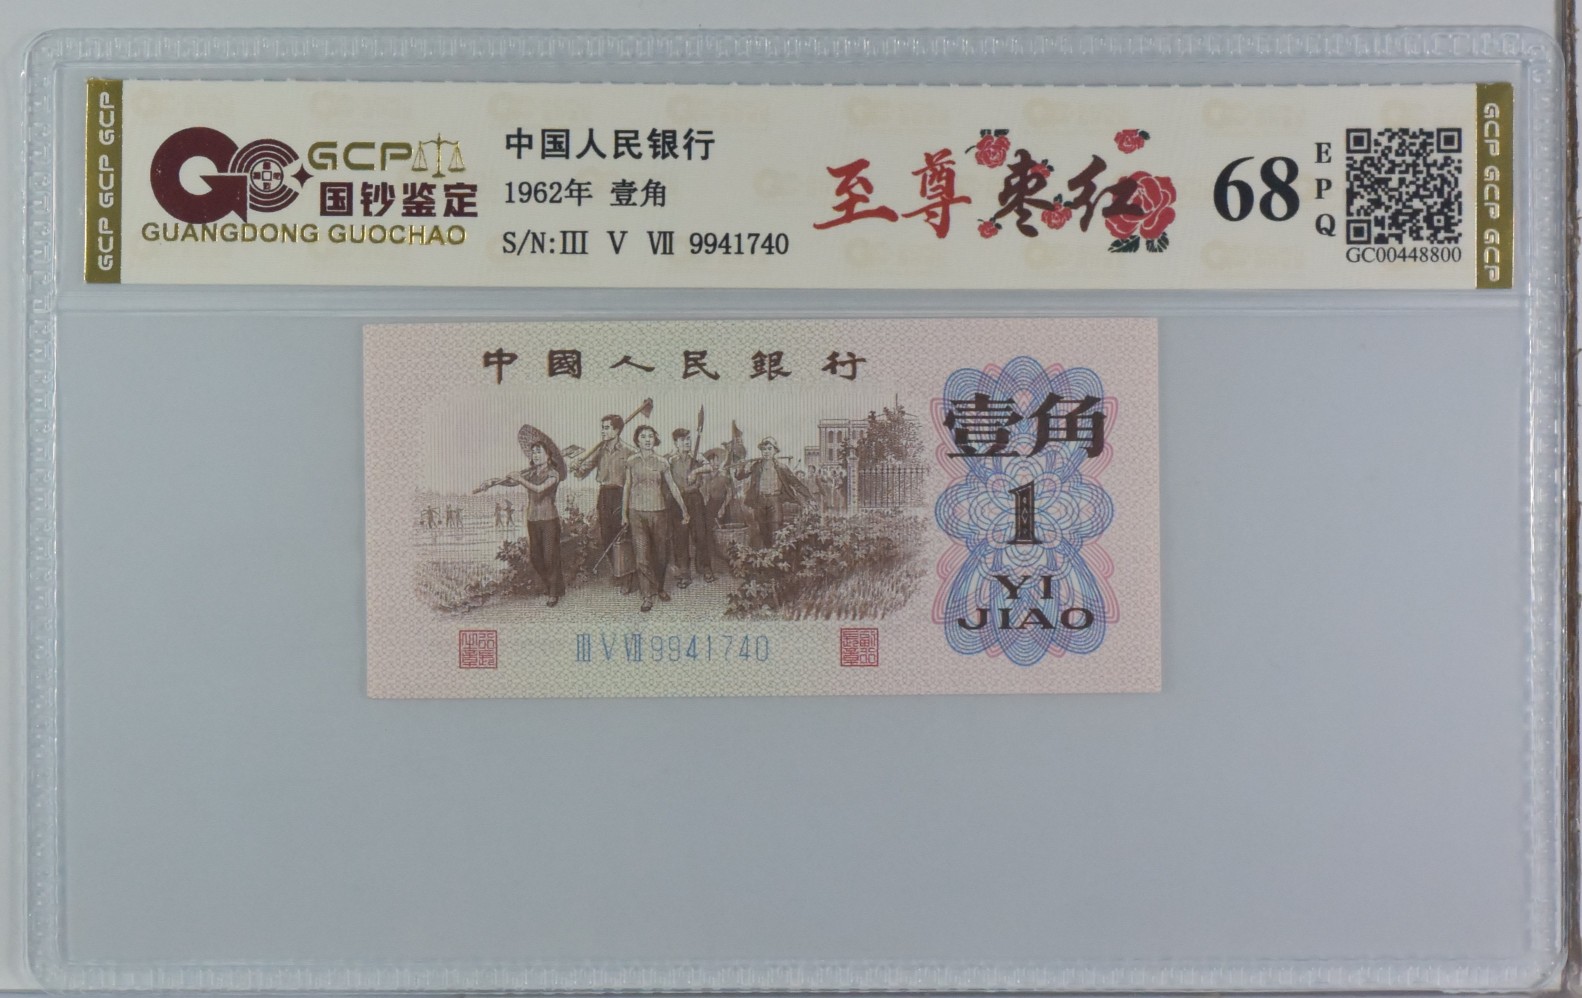 GCP GCP GCP
GCP
国钞鉴定
GUANGDONG GUOCHAO
中国人民银行
1962年 壹角
S/N:III V VII 9941740
至尊枣红
68
EPQ
GC00448800
GCP GCP GCP
中國人民銀行
壹角
1
YI
JIAO
III V VII 9941740